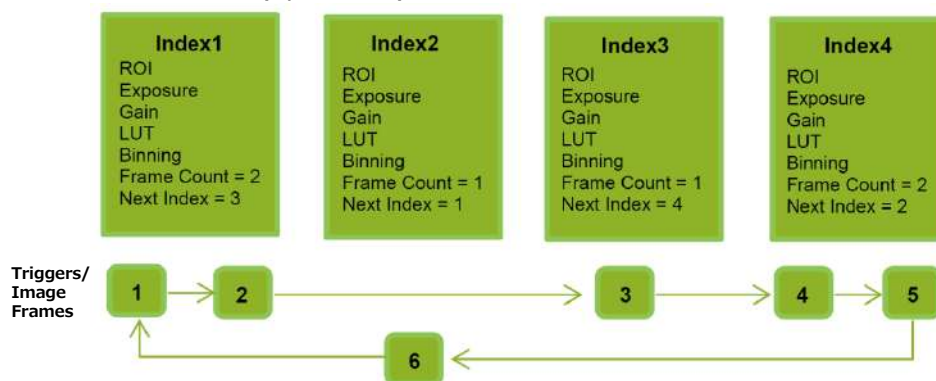 Index1
ROI
Exposure
Gain
LUT
Binning
Frame Count = 2
Next Index = 3
Index2
ROI
Exposure
Gain
LUT
Binning
Frame Count = 1
Next Index = 1
Index3
ROI
Exposure
Gain
LUT
Binning
Frame Count = 1
Next Index = 4
Index4
ROI
Exposure
Gain
LUT
Binning
Frame Count = 2
Next Index = 2
Triggers/
Image
Frames
1
2
3
4
5
6